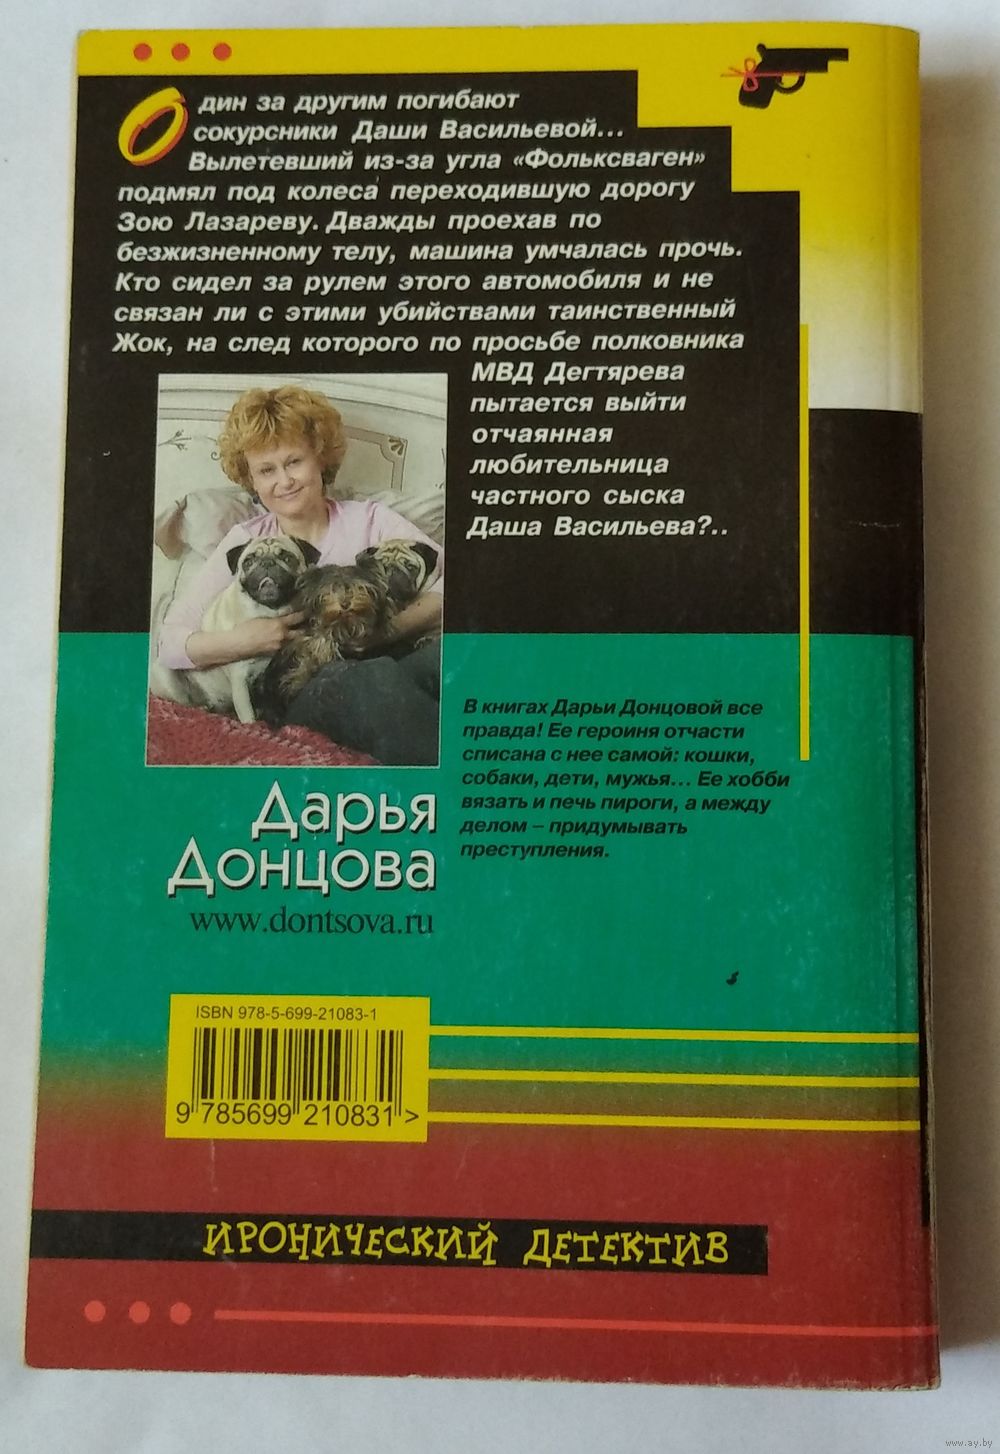 Один за другим погибают
сокурсники Даши Васильевой...
Вылетевший из-за угла «Фольксваген»
подмял под колеса переходившую дорогу
Зою Лазареву. Дважды проехав по
безжизненному телу, машина умчалась прочь.
Кто сидел за рулем этого автомобиля и не
связан ли с этими убийствами таинственный
Жок, на след которого по просьбе полковника
МВД Дегтярева
пытается выйти
отчаянная
любительница
частного сыска
Даша Васильева?..
В книгах Дарьи Донцовой все
правда! Ее героиня отчасти
списана с нее самой: кошки,
собаки, дети, мужья... Ее хобби
вязать и печь пироги, а между
делом – придумывать
преступления.
Дарья
Донцова
www.dontsova.ru
ISBN 978-5-699-21083-1
9 785699 210831 >
ИРОНИЧЕСКИЙ ДЕТЕКТИВ
www.ay.by